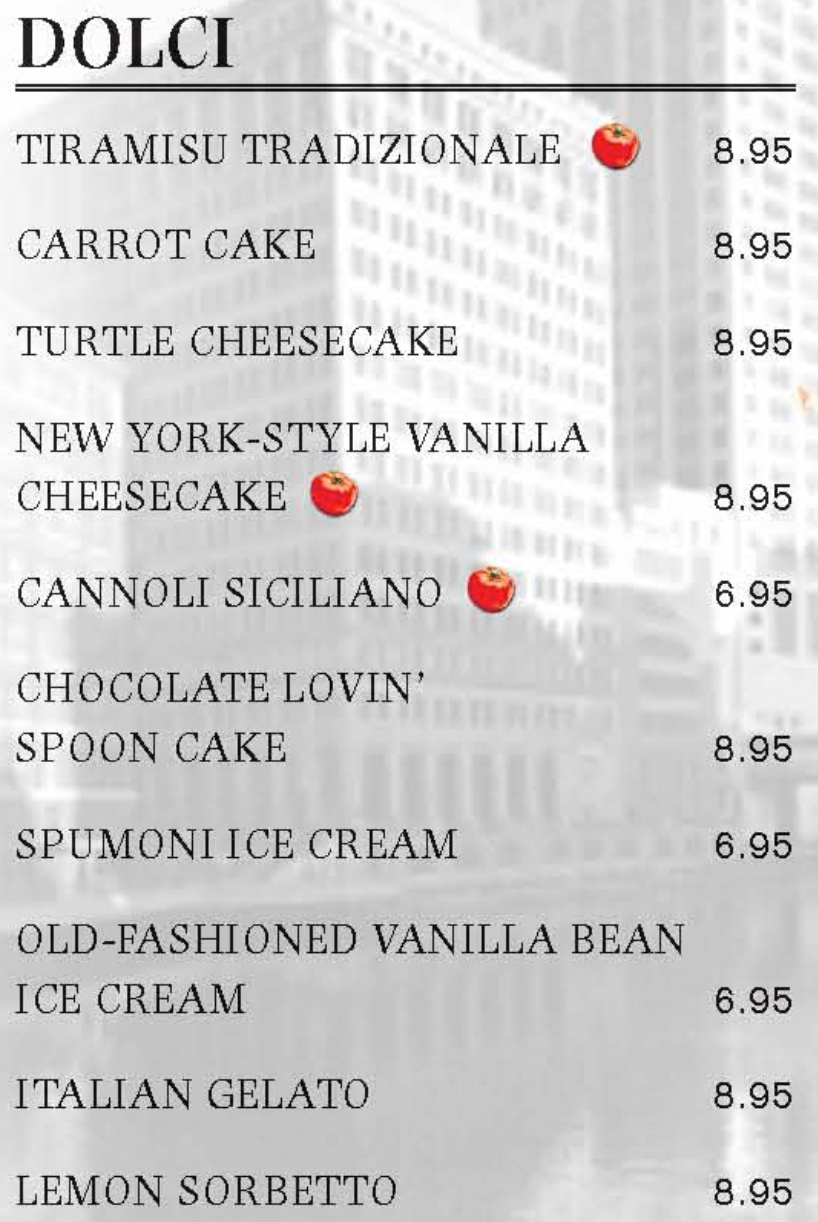 DOLCI
TIRAMISU TRADIZIONALE 8.95
CARROT CAKE 8.95
TURTLE CHEESECAKE 8.95
NEW YORK-STYLE VANILLA
CHEESECAKE 8.95
CANNOLI SICILIANO 6.95
CHOCOLATE LOVIN’
SPOON CAKE 8.95
SPUMONI ICE CREAM 6.95
OLD-FASHIONED VANILLA BEAN
ICE CREAM 6.95
ITALIAN GELATO 8.95
LEMON SORBETTO 8.95